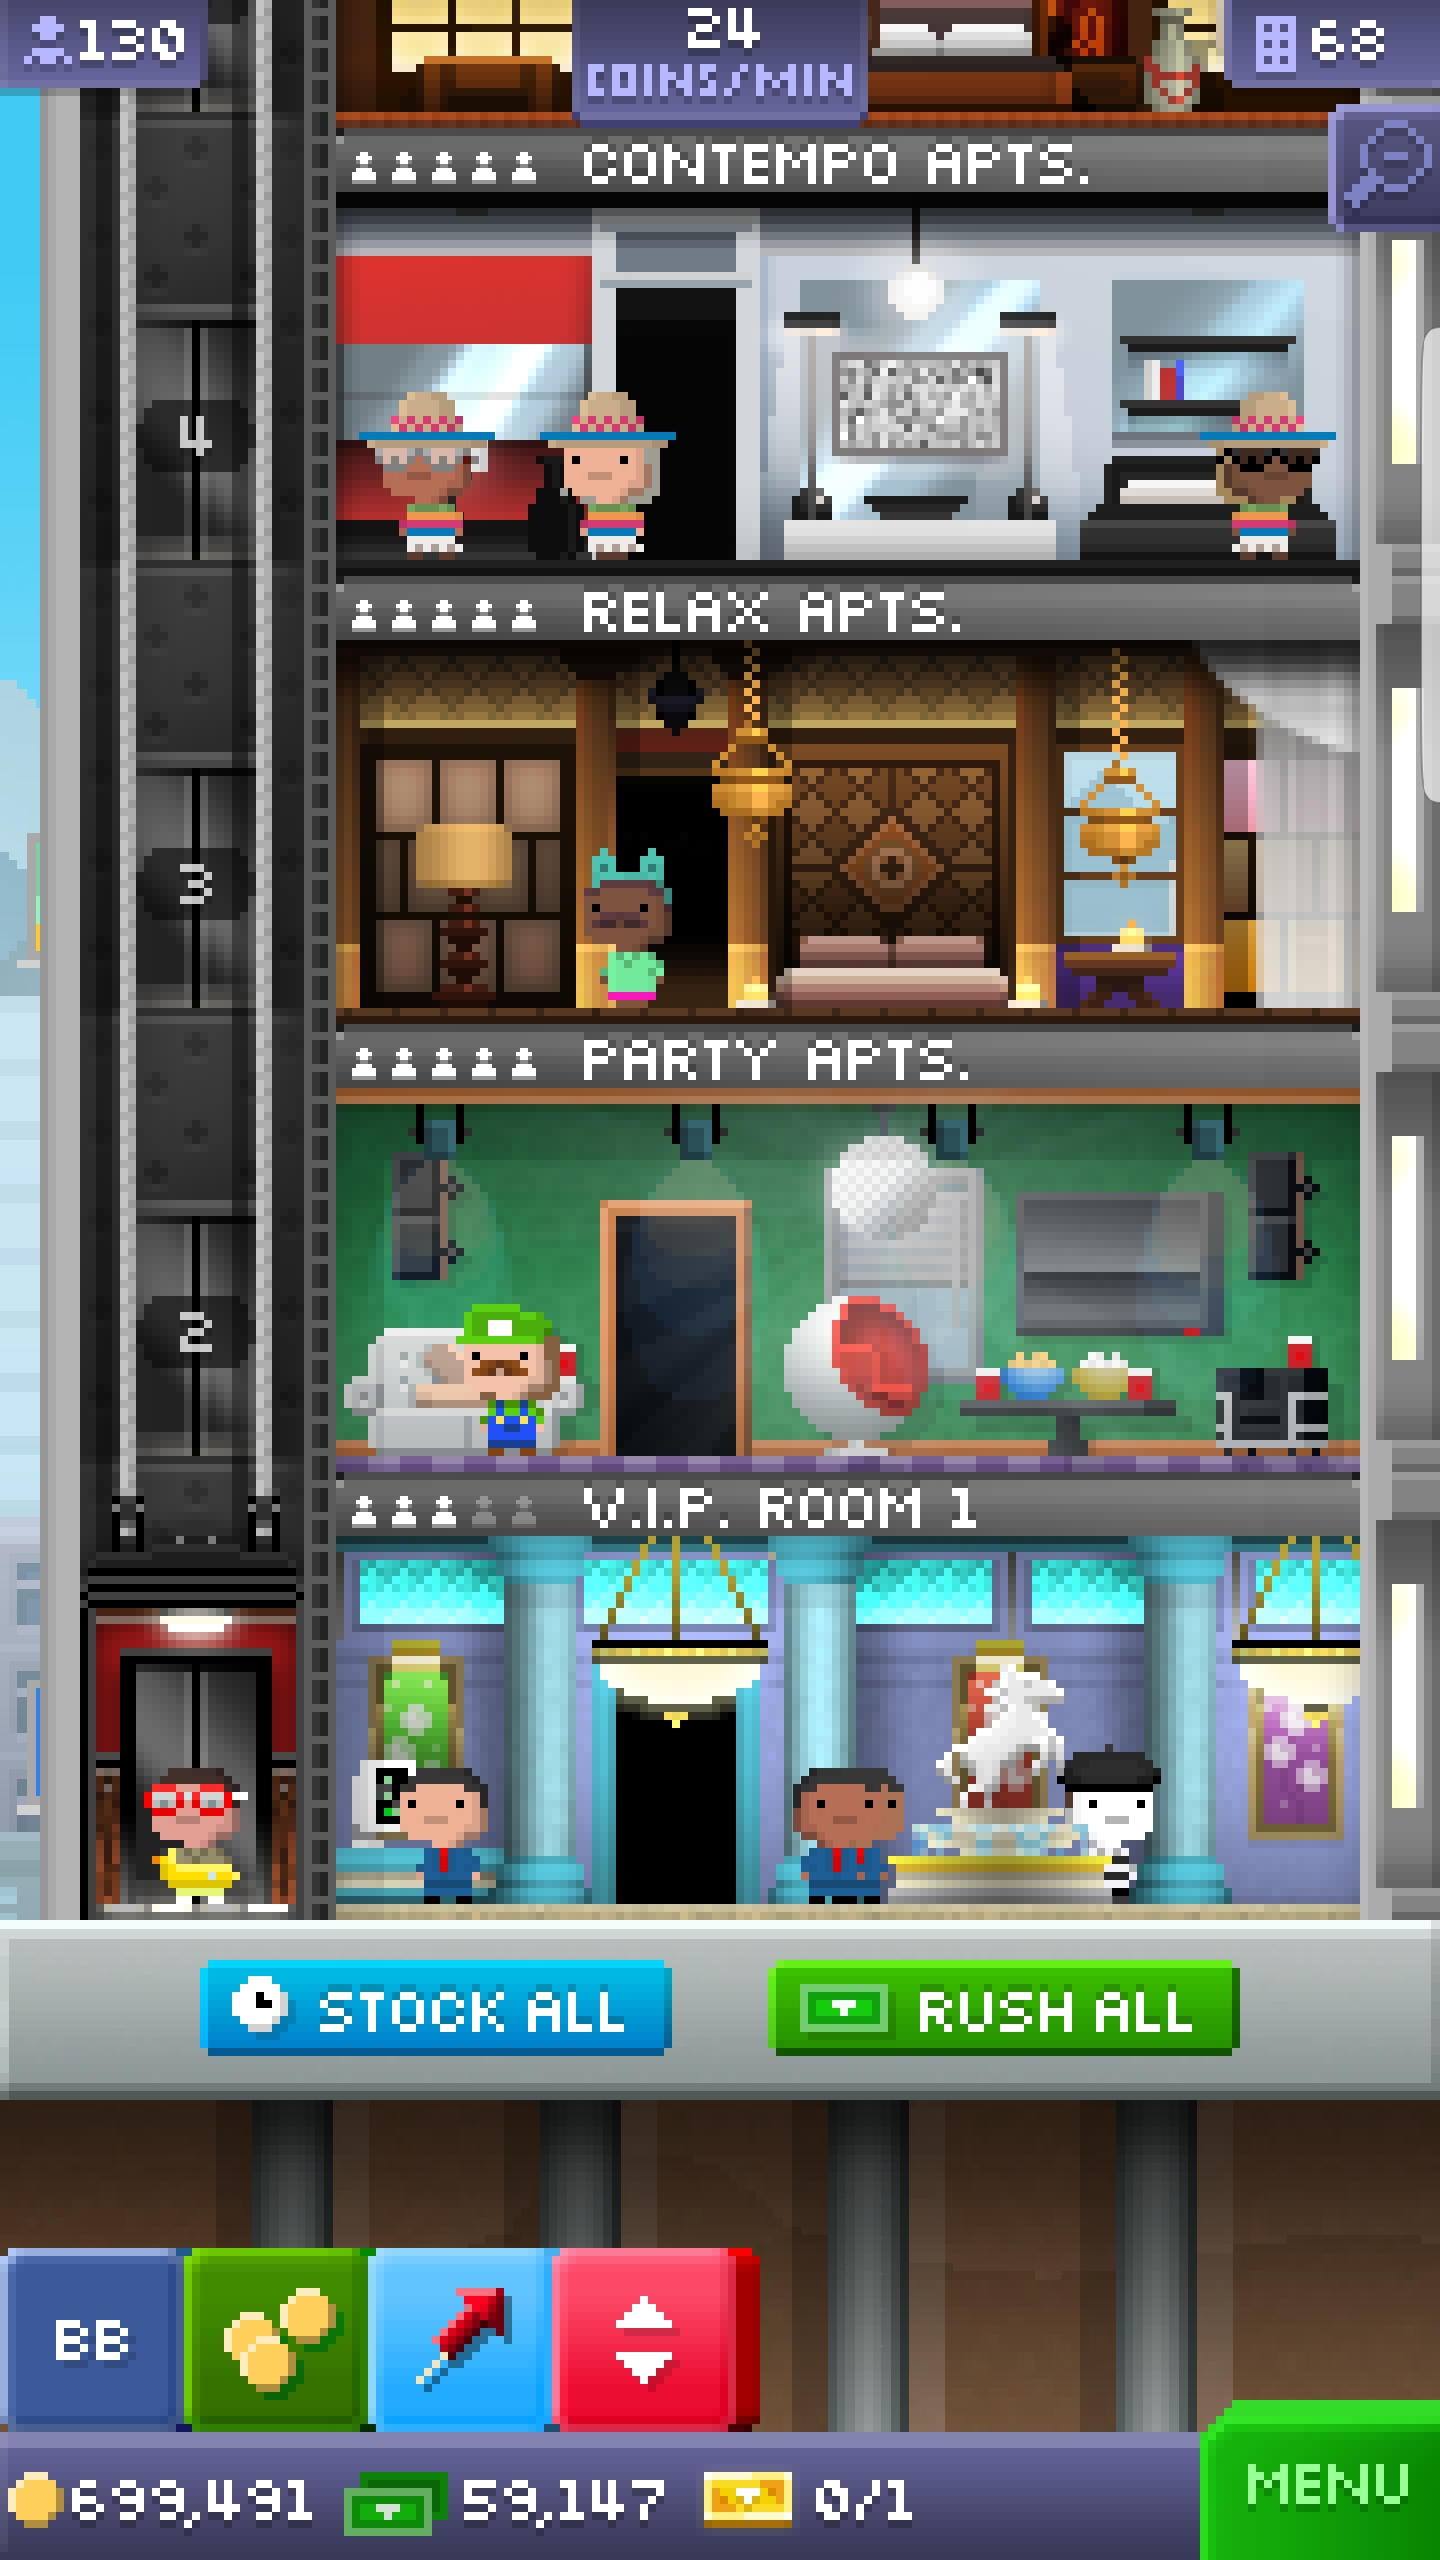 130
24
COINS/MIN
68
CONTEMPO APTS.
4
RELAX APTS.
3
PARTY APTS.
2
V.I.P. ROOM 1
STOCK ALL
RUSH ALL
BB
699,491
59,147
0/1
MENU